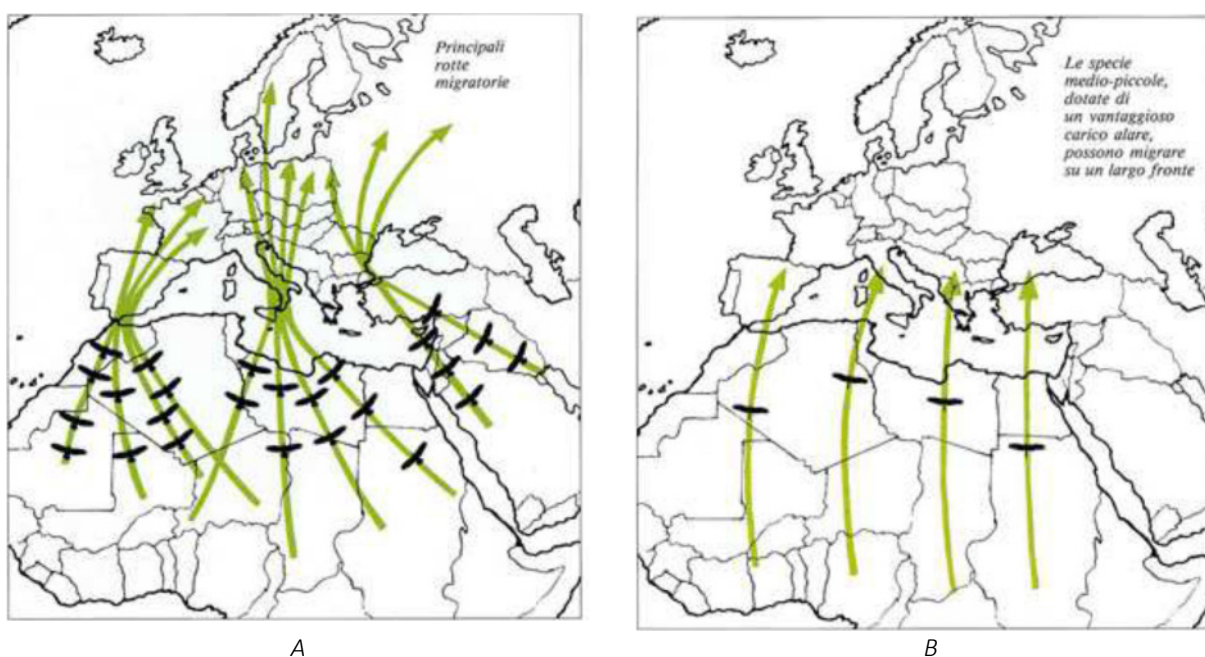 Principali
rotte
migratorie
Le specie
medio-piccole,
dotate di
un vantaggioso
carico alare,
possono migrare
su un largo fronte
A
B